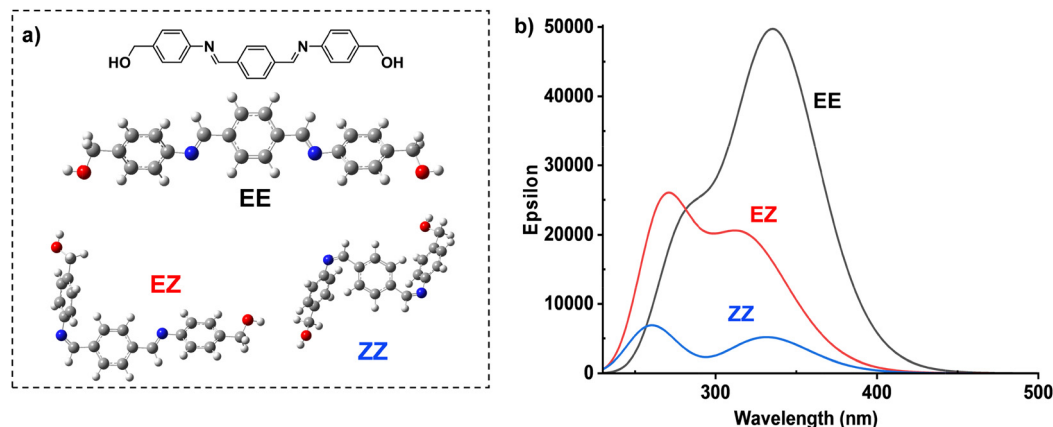 a)
HO
N
N
OH
EE
EZ
ZZ
b)
Epsilon
50000
40000
30000
20000
10000
0
EE
EZ
ZZ
300
400
500
Wavelength (nm)